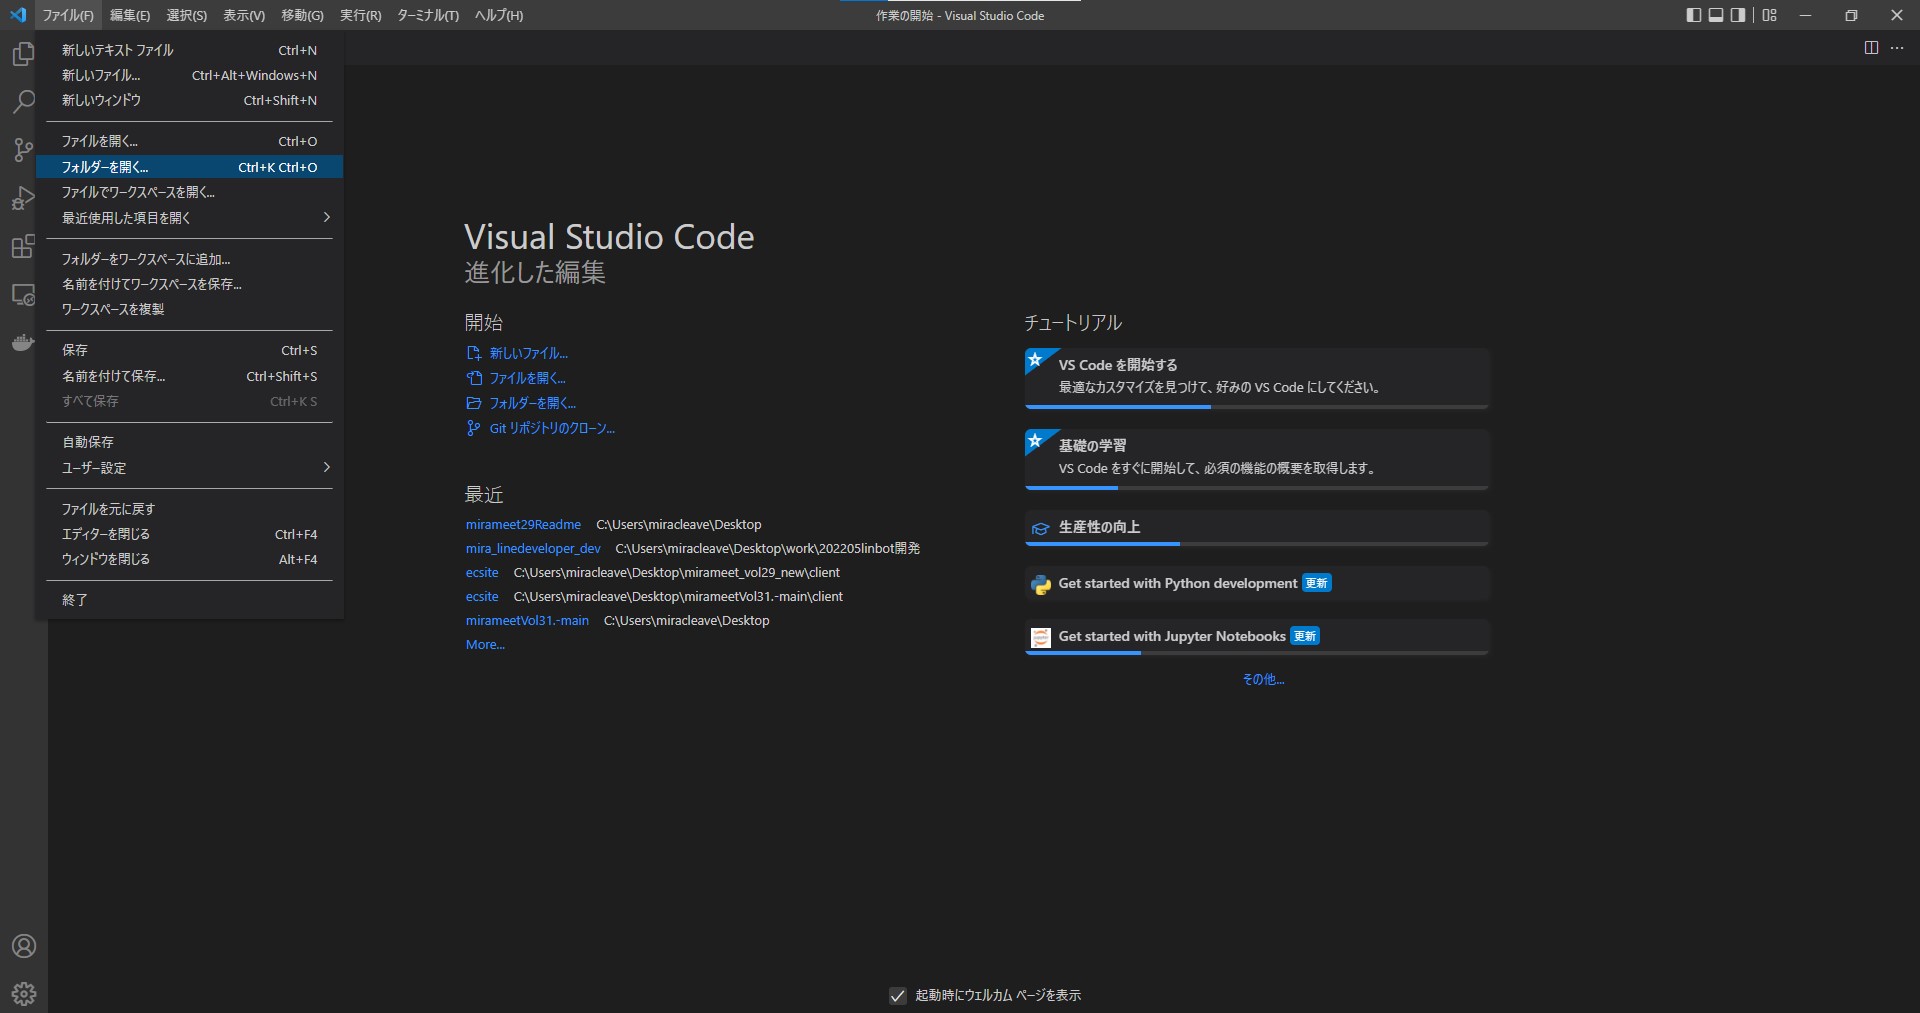 ファイル(F) 編集(E) 選択(S) 表示(V) 移動(G) 実行(R) ターミナル(T) ヘルプ(H) 作業の開始 - Visual Studio Code
新しいテキスト ファイル Ctrl+N
新しいファイル... Ctrl+Alt+Windows+N
新しいウィンドウ Ctrl+Shift+N
ファイルを開く... Ctrl+O
フォルダーを開く... Ctrl+K Ctrl+O
ファイルでワークスペースを開く...
最近使用した項目を開く
フォルダーをワークスペースに追加...
名前を付けてワークスペースを保存...
ワークスペースを複製
保存 Ctrl+S
名前を付けて保存... Ctrl+Shift+S
すべて保存 Ctrl+K S
自動保存
ユーザー設定
ファイルを元に戻す
エディターを閉じる Ctrl+F4
ウィンドウを閉じる Alt+F4
終了
Visual Studio Code
進化した編集
開始
新しいファイル...
ファイルを開く...
フォルダーを開く...
Git リポジトリのクローン...
最近
mirameet29Readme C:\Users\miracleave\Desktop
mira_linedeveloper_dev C:\Users\miracleave\Desktop\work\202205linbot開発
ecsite C:\Users\miracleave\Desktop\mirameet_vol29_new\client
ecsite C:\Users\miracleave\Desktop\mirameetVol31.-main\client
mirameetVol31.-main C:\Users\miracleave\Desktop
More...
チュートリアル
VS Code を開始する
最適なカスタマイズを見つけて、好みの VS Code にしてください。
基礎の学習
VS Code をすぐに開始して、必須の機能の概要を取得します。
生産性の向上
Get started with Python development 更新
Get started with Jupyter Notebooks 更新
その他...
起動時にウェルカム ページを表示